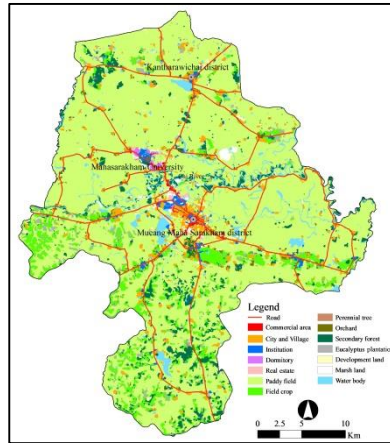 Kantharawichai district
Mahasarakham University
River
Mueang Maha Sarakham district
Legend
Road
Commercial area
City and Village
Institution
Dormitory
Real estate
Paddy field
Field crop
Perennial tree
Orchard
Secondary forest
Eucalyptus plantation
Development land
Marsh land
Water body
0 2.5 5 10
Km